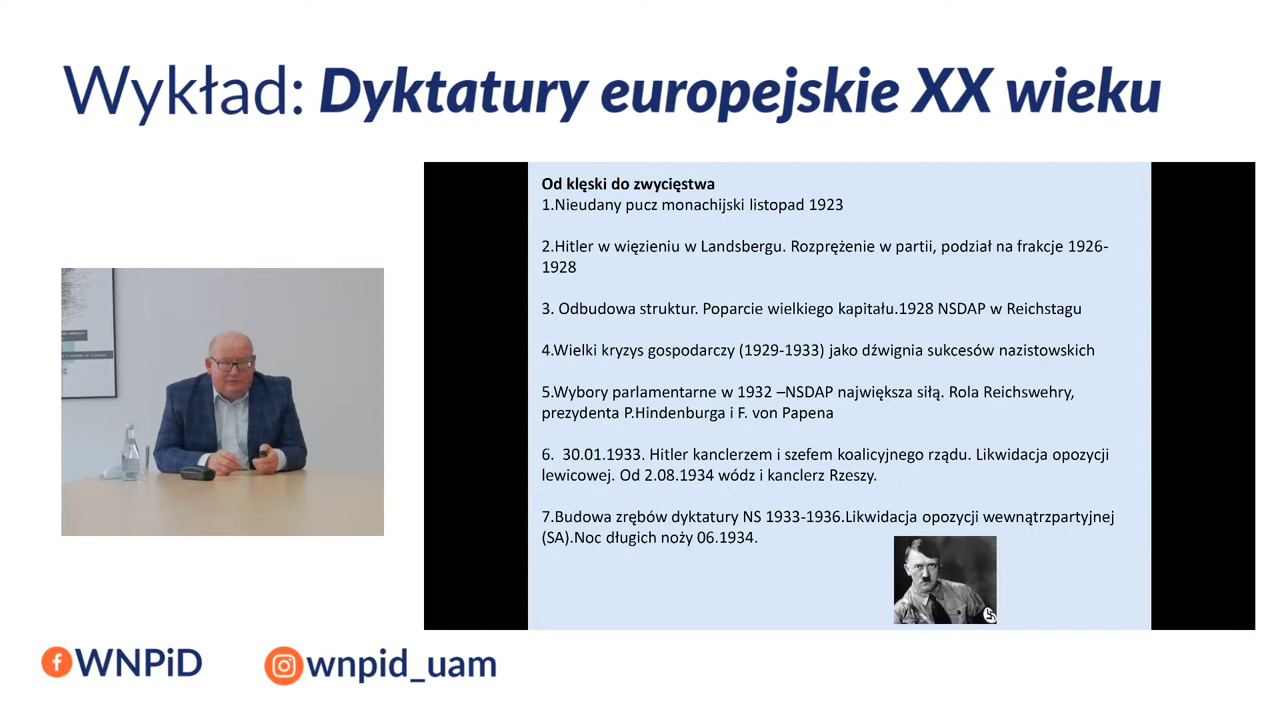 Wykład: Dyktatury europejskie XX wieku
Od klęski do zwycięstwa
1.Nieudany pucz monachijski listopad 1923
2.Hitler w więzieniu w Landsbergu. Rozprężenie w partii, podział na frakcje 1926-
1928
3. Odbudowa struktur. Poparcie wielkiego kapitału.1928 NSDAP w Reichstagu
4.Wielki kryzys gospodarczy (1929-1933) jako dźwignia sukcesów nazistowskich
5.Wybory parlamentarne w 1932 –NSDAP największa siłą. Rola Reichswehry,
prezydenta P.Hindenburga i F. von Papena
6.  30.01.1933. Hitler kanclerzem i szefem koalicyjnego rządu. Likwidacja opozycji
lewicowej. Od 2.08.1934 wódz i kanclerz Rzeszy.
7.Budowa zrębów dyktatury NS 1933-1936.Likwidacja opozycji wewnątrzpartyjnej
(SA).Noc długich noży 06.1934.
WNPiD
wnpid_uam